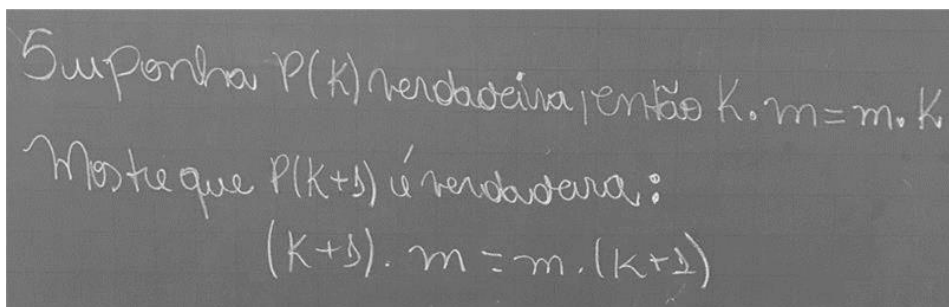 Suponha P(K) verdadeira, então K.m=m.K
Mostre que P(K+1) é verdadeira:
(K+1). m = m.(K+1)